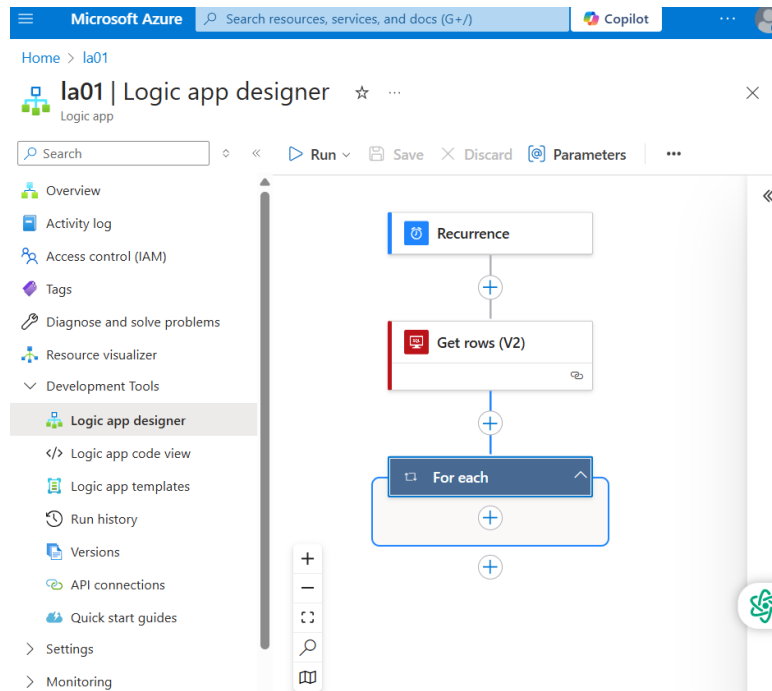 Microsoft Azure
Search resources, services, and docs (G+/)
Copilot
...
Home > la01
la01 | Logic app designer
...
Logic app
Search
Run
Save
Discard
[@] Parameters
...
Overview
Activity log
Access control (IAM)
Tags
Diagnose and solve problems
Resource visualizer
Development Tools
Logic app designer
</> Logic app code view
Logic app templates
Run history
Versions
API connections
Quick start guides
Settings
Monitoring
Recurrence
SQL
Get rows (V2)
For each